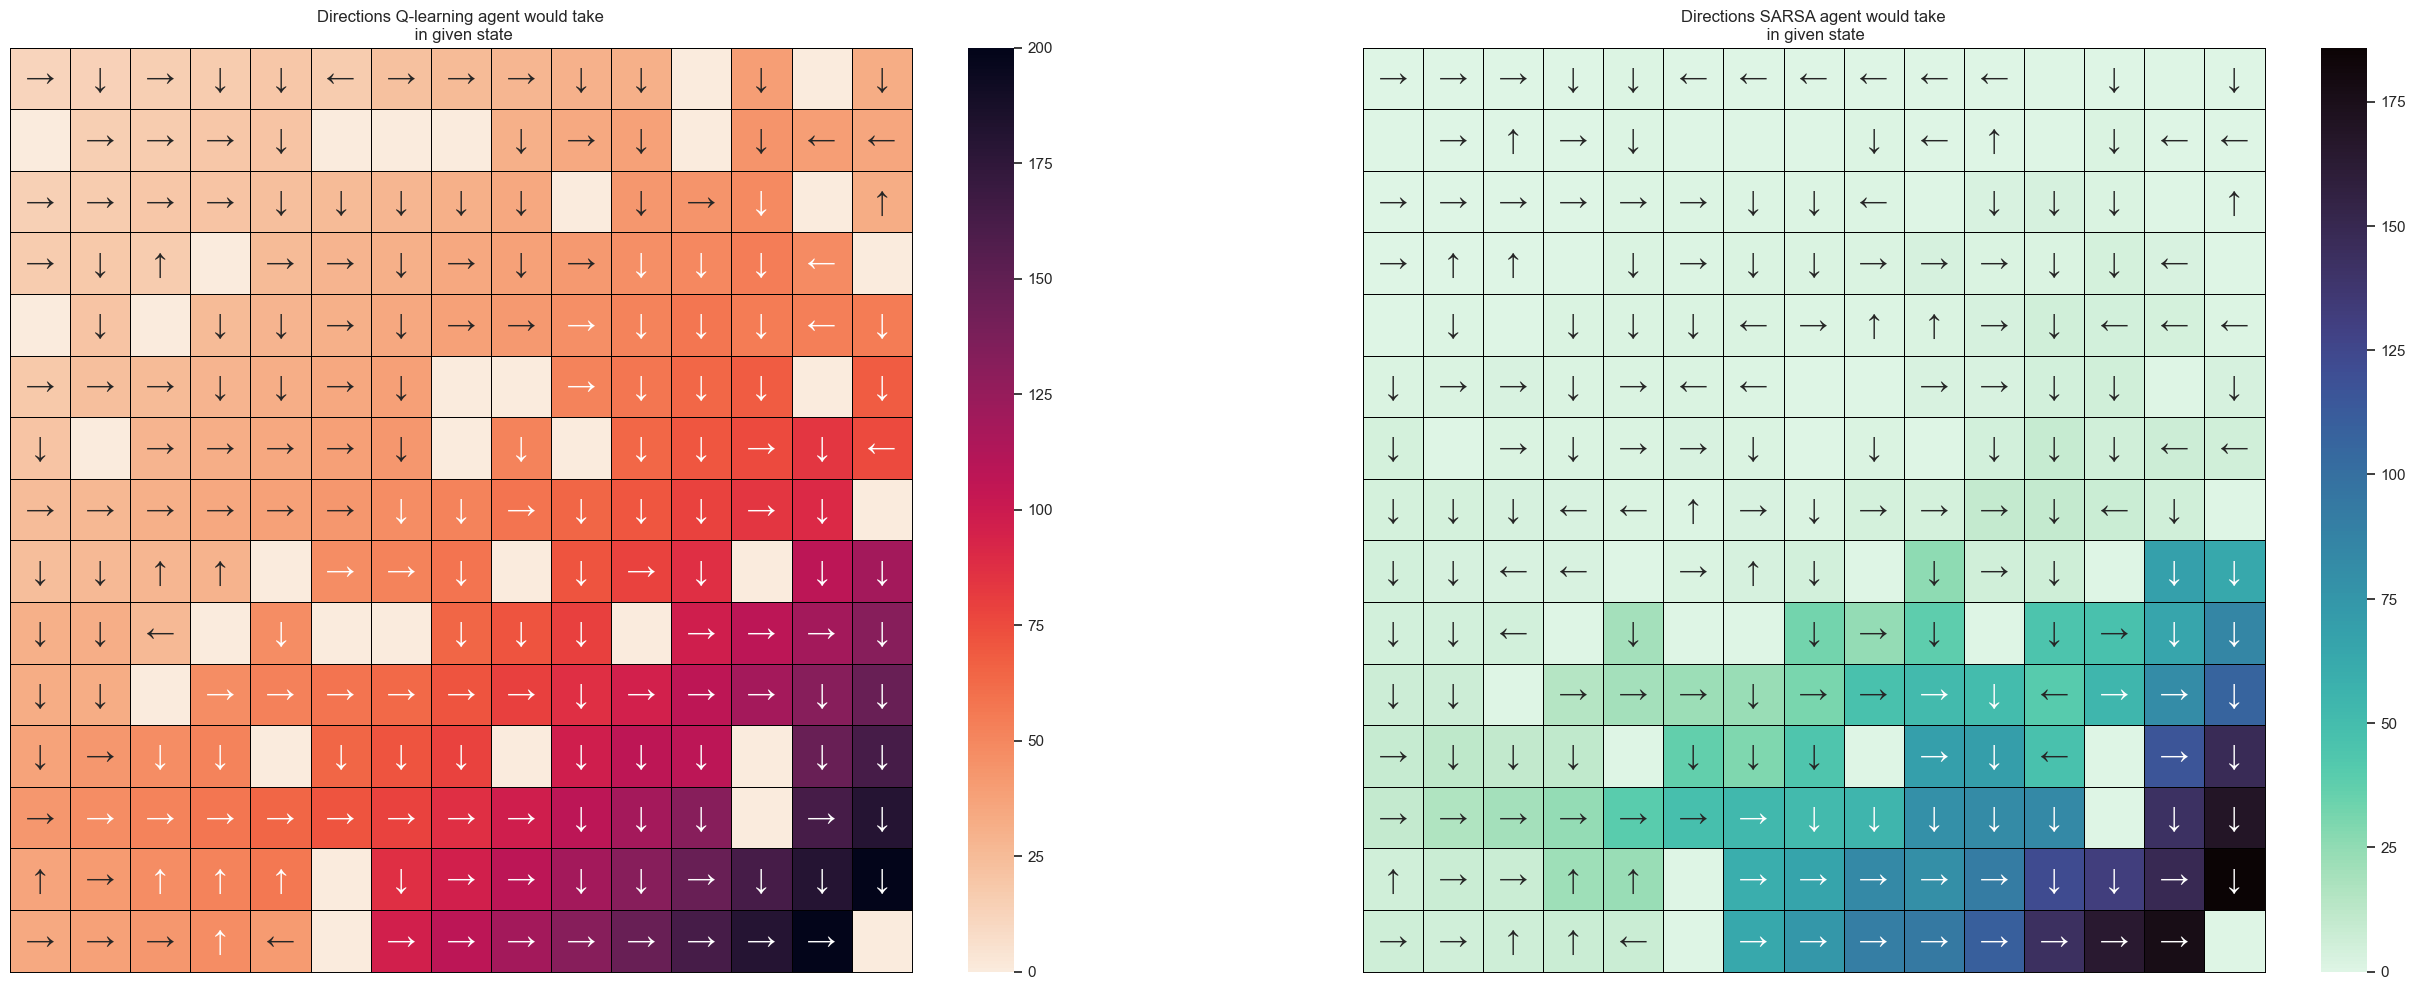 Directions Q-learning agent would take
in given state
→ ↓ → ↓ ↓ ← → → → ↓ ↓ ↓ ↓
→ → → ↓ ↓ → ↓ ↓ ← ←
→ → → → ↓ ↓ ↓ ↓ ↓ ↓ → ↓ ↑
→ ↓ ↑ → → ↓ → ↓ → ↓ ↓ ↓ ←
↓ ↓ ↓ → ↓ → → → ↓ ↓ ↓ ← ↓
→ → → ↓ ↓ → ↓ → ↓ ↓ ↓ ↓
↓ → → → → ↓ ↓ ↓ ↓ → ↓ ←
→ → → → → → ↓ ↓ → ↓ ↓ ↓ → ↓
↓ ↓ ↑ ↑ → → ↓ ↓ → ↓ ↓ ↓
↓ ↓ ← ↓ ↓ ↓ ↓ → → → ↓
↓ ↓ → → → → → → ↓ → → → ↓ ↓
↓ → ↓ ↓ ↓ ↓ ↓ ↓ ↓ ↓ ↓ ↓
→ → → → → → → → → ↓ ↓ ↓ → ↓
↑ → ↑ ↑ ↑ ↓ → → ↓ ↓ → ↓ ↓ ↓
→ → → ↑ ← → → → → → → → →
200
175
150
125
100
75
50
25
0
Directions SARSA agent would take
in given state
→ → → ↓ ↓ ← ← ← ← ← ← ↓ ↓
→ ↑ → ↓ ↓ ← ↑ ↓ ← ←
→ → → → → → ↓ ↓ ← ↓ ↓ ↓ ↑
→ ↑ ↑ ↓ → ↓ ↓ → → → ↓ ↓ ←
↓ ↓ ↓ ↓ ← → ↑ ↑ → ↓ ← ← ←
↓ → → ↓ → ← ← → → ↓ ↓ ↓
↓ → ↓ → → ↓ ↓ ↓ ↓ ↓ ← ←
↓ ↓ ↓ ← ← ↑ → ↓ → → → ↓ ← ↓
↓ ↓ ← ← → ↑ ↓ ↓ → ↓ ↓ ↓
↓ ↓ ← ↓ ↓ → ↓ ↓ → ↓ ↓
↓ ↓ → → → ↓ → → → ↓ ← → → ↓
→ ↓ ↓ ↓ ↓ ↓ ↓ → ↓ ← → ↓
→ → → → → → → ↓ ↓ ↓ ↓ ↓ ↓ ↓
↑ → → ↑ ↑ → → → → → ↓ ↓ → ↓
→ → ↑ ↑ ← → → → → → → → →
175
150
125
100
75
50
25
0